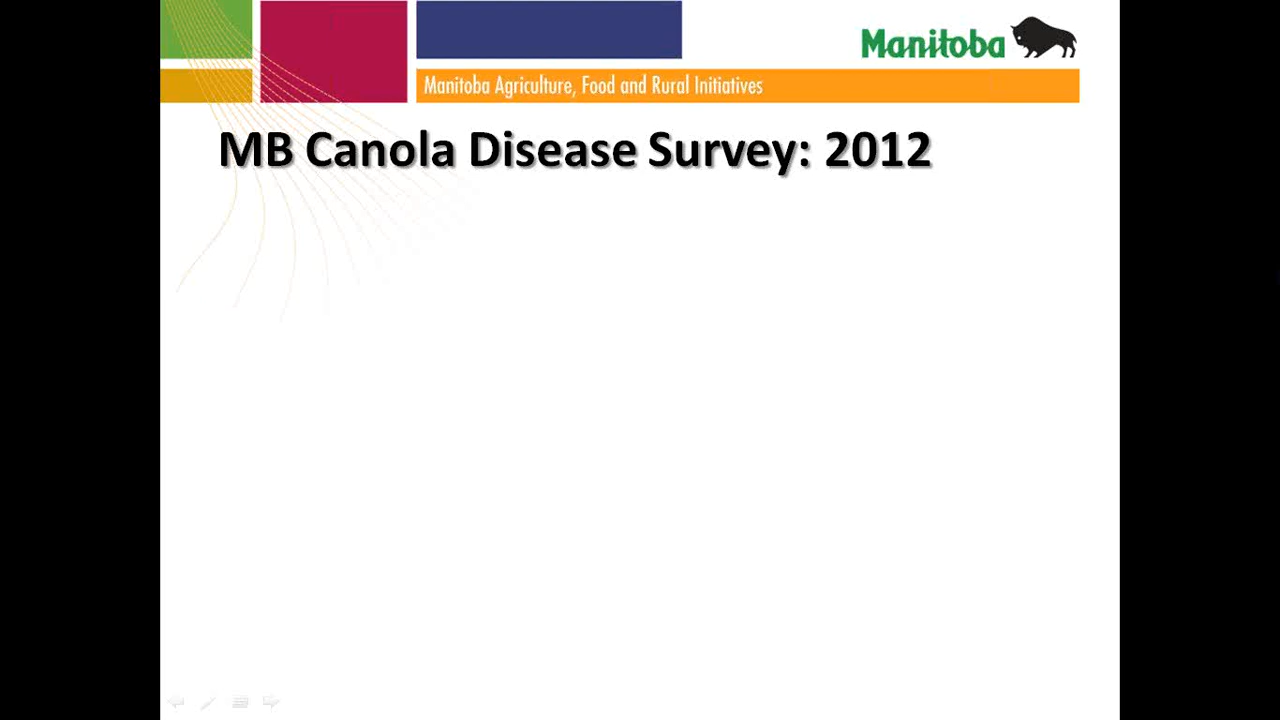 Manitoba
Manitoba Agriculture, Food and Rural Initiatives
MB Canola Disease Survey: 2012